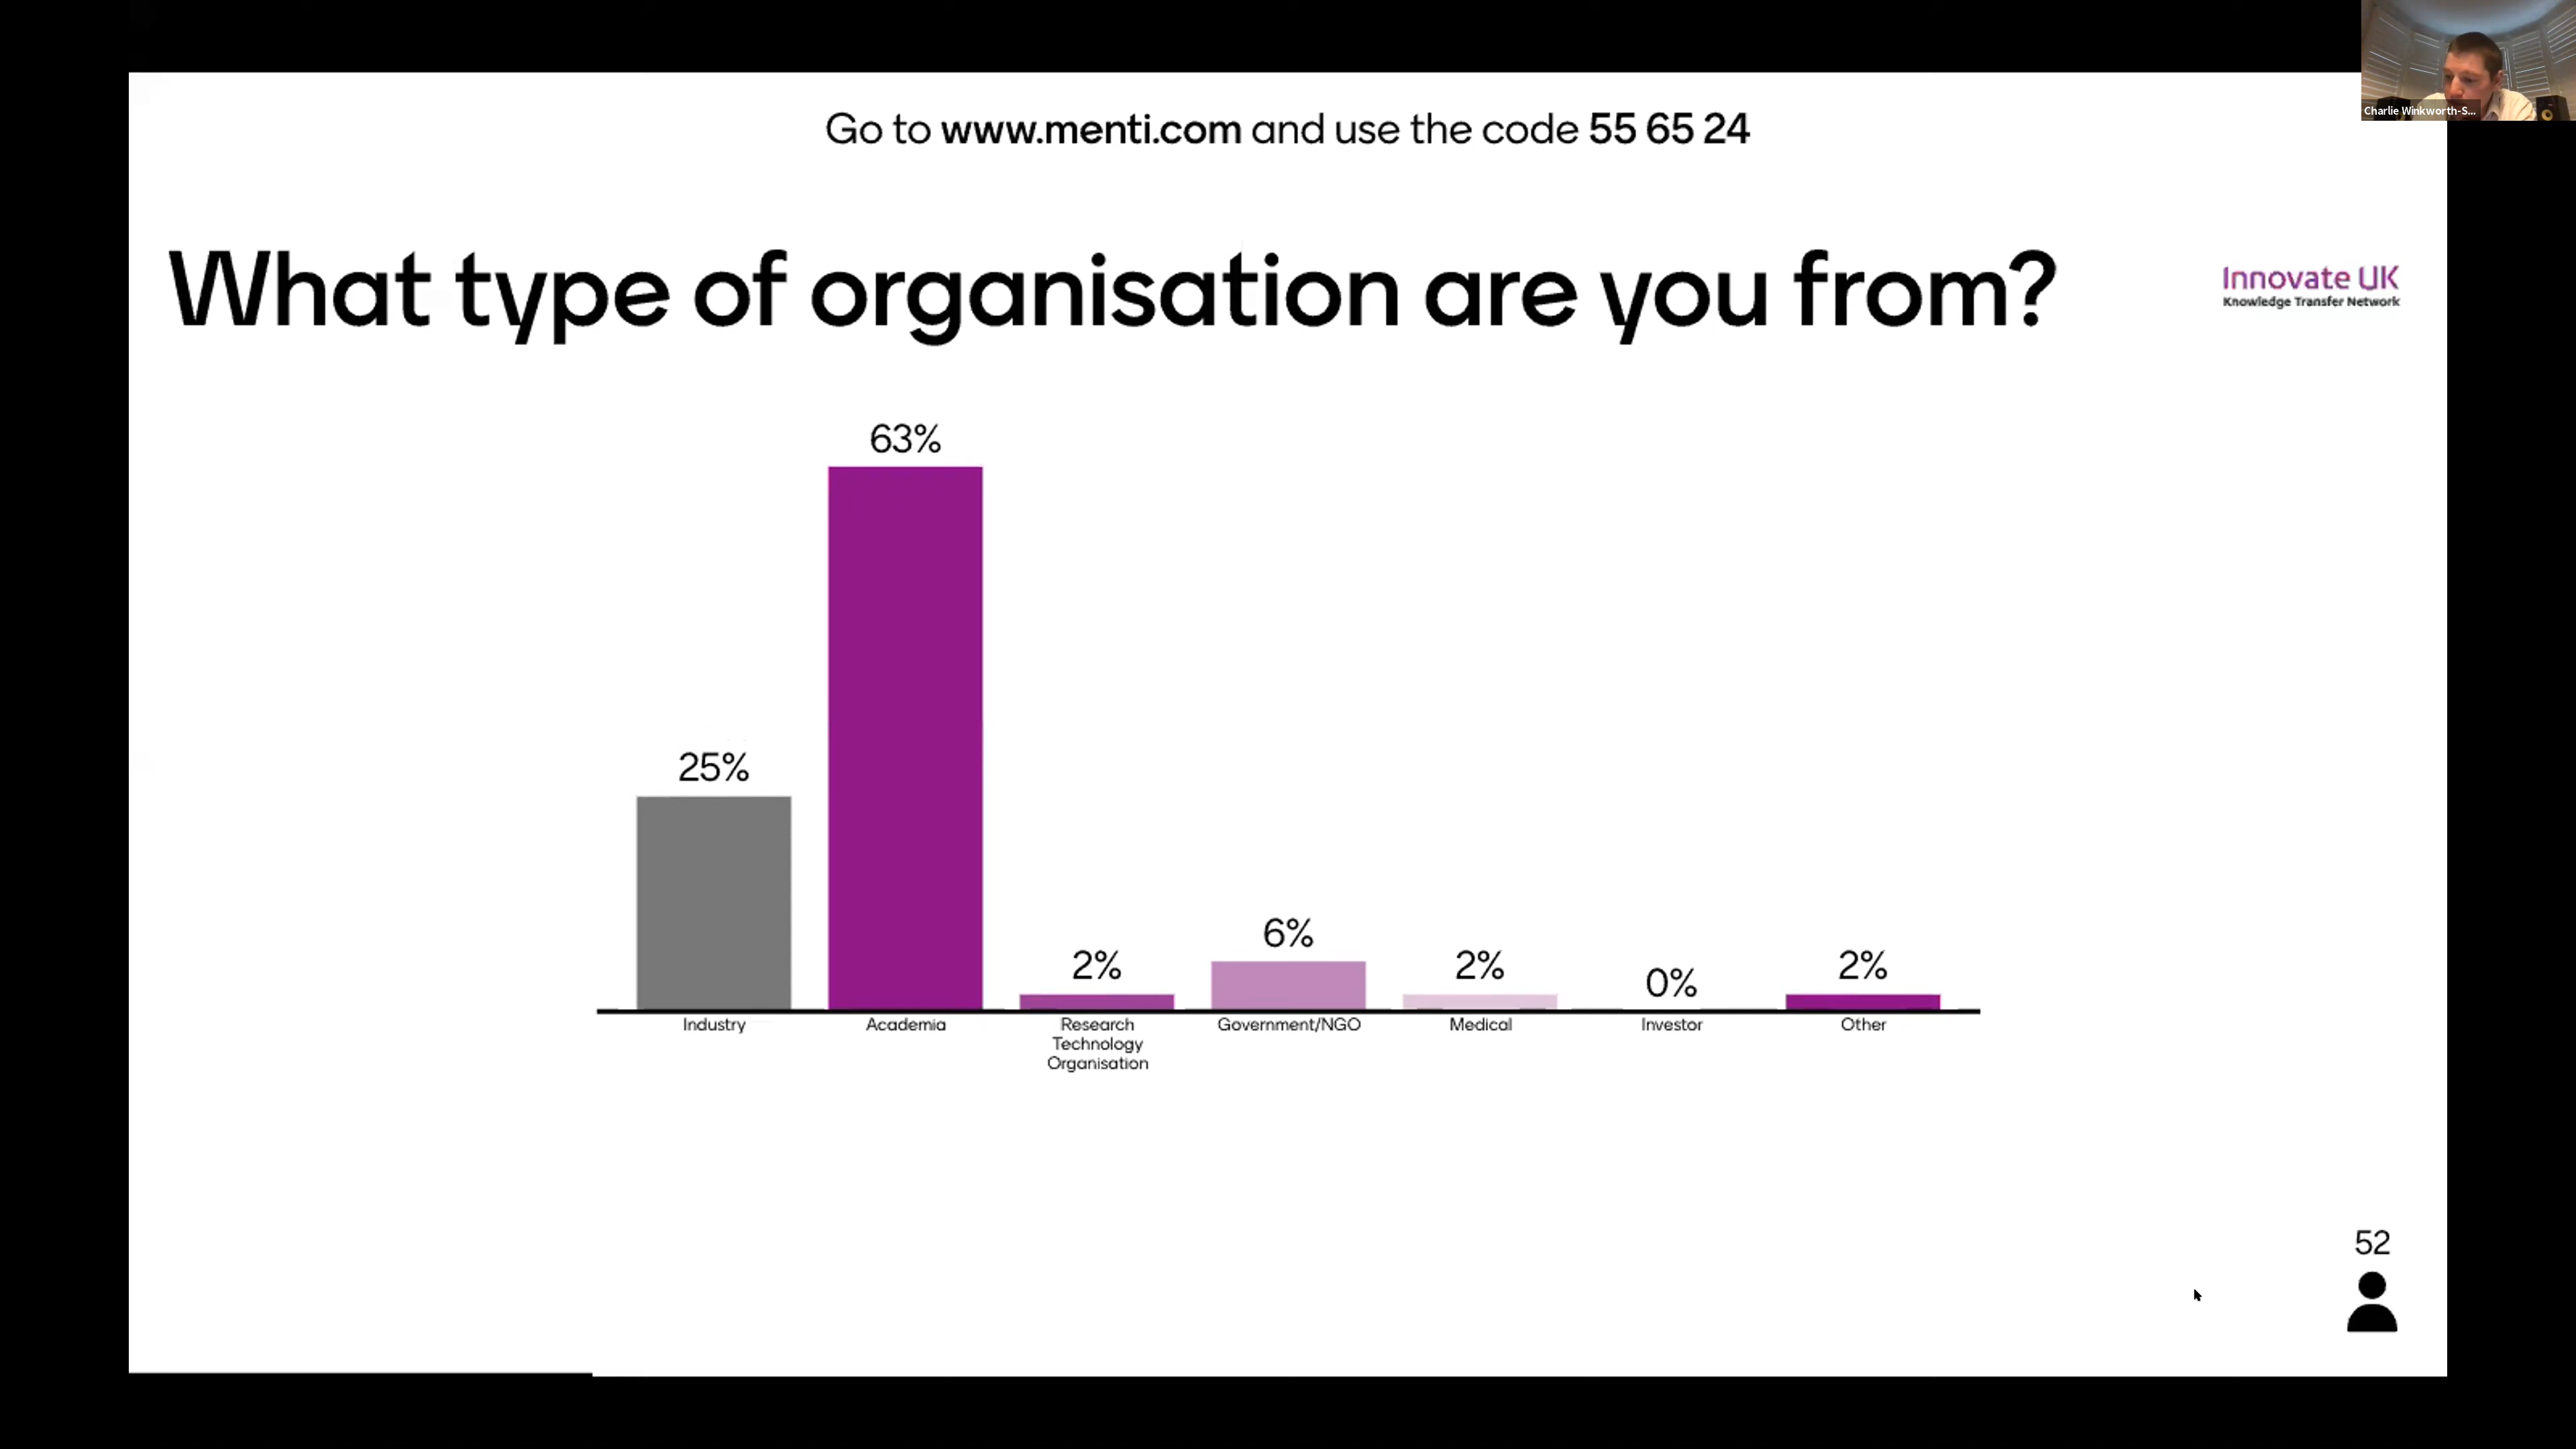 Go to www.menti.com and use the code 55 65 24
Charlie Winkworth-S...
What type of organisation are you from?
Innovate UK
Knowledge Transfer Network
63%
25%
2%
6%
2%
0%
2%
Industry
Academia
Research
Technology
Organisation
Government/NGO
Medical
Investor
Other
52